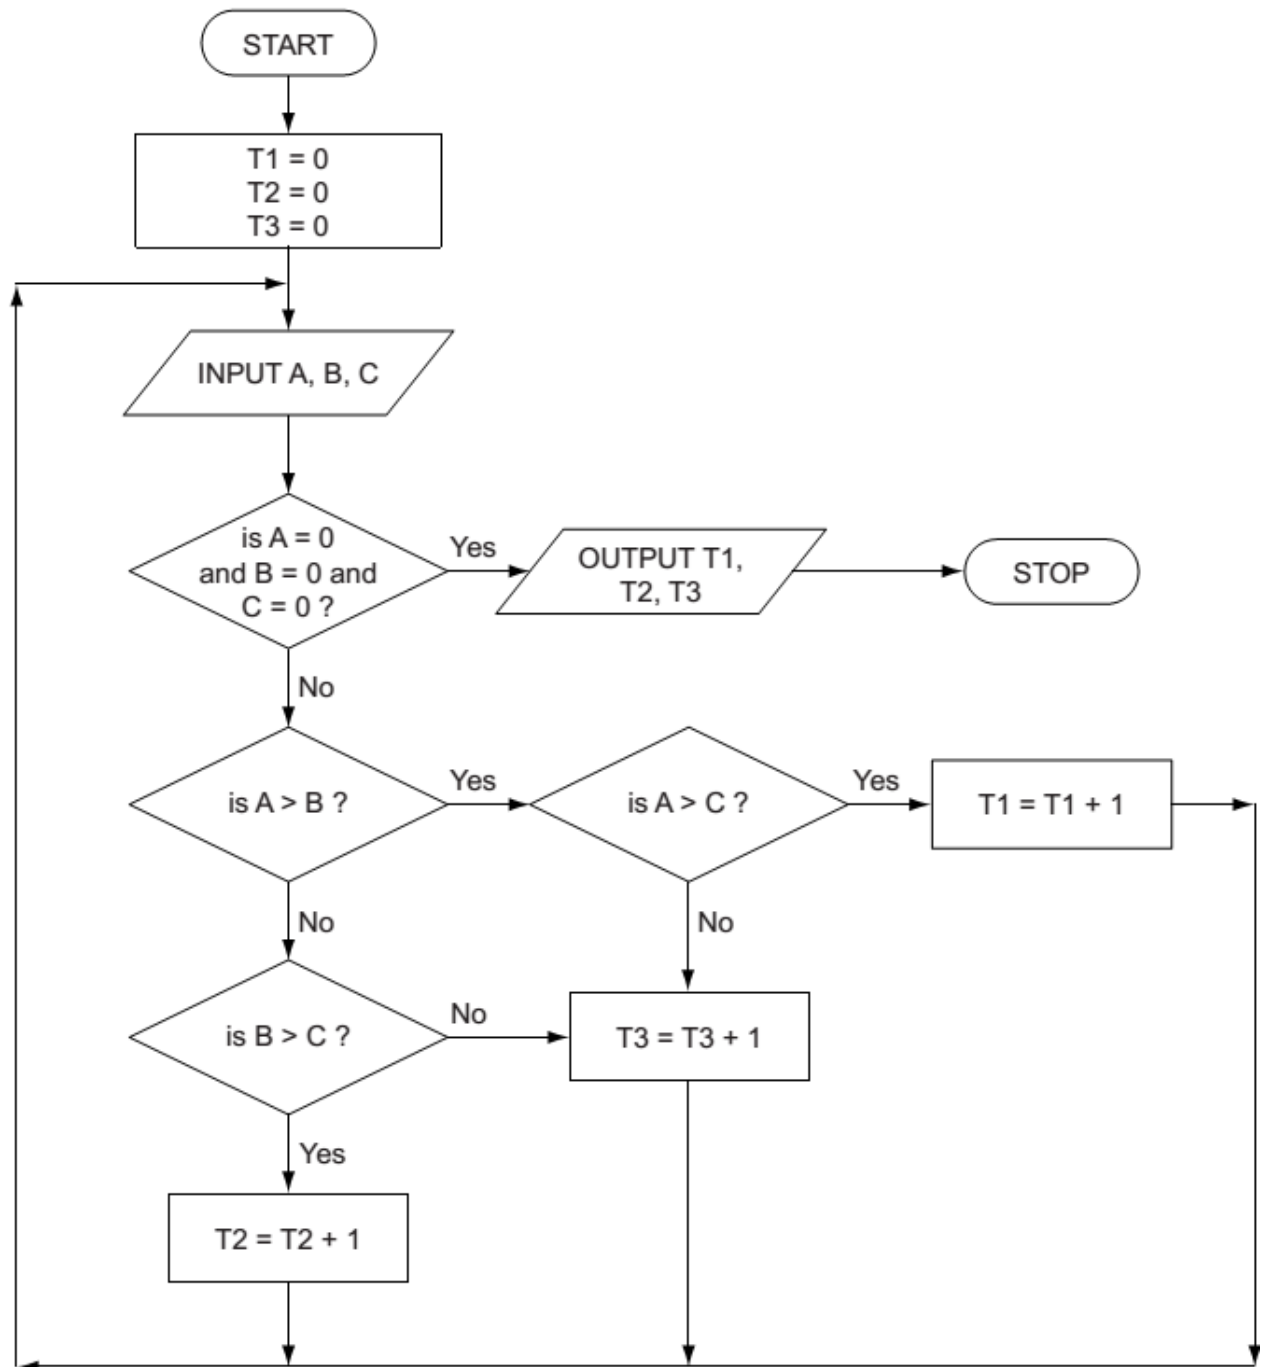 START
T1 = 0
T2 = 0
T3 = 0
INPUT A, B, C
is A = 0
and B = 0 and
C = 0 ?
Yes
OUTPUT T1,
T2, T3
STOP
No
is A > B ?
Yes
is A > C ?
Yes
T1 = T1 + 1
No
No
is B > C ?
No
T3 = T3 + 1
Yes
T2 = T2 + 1